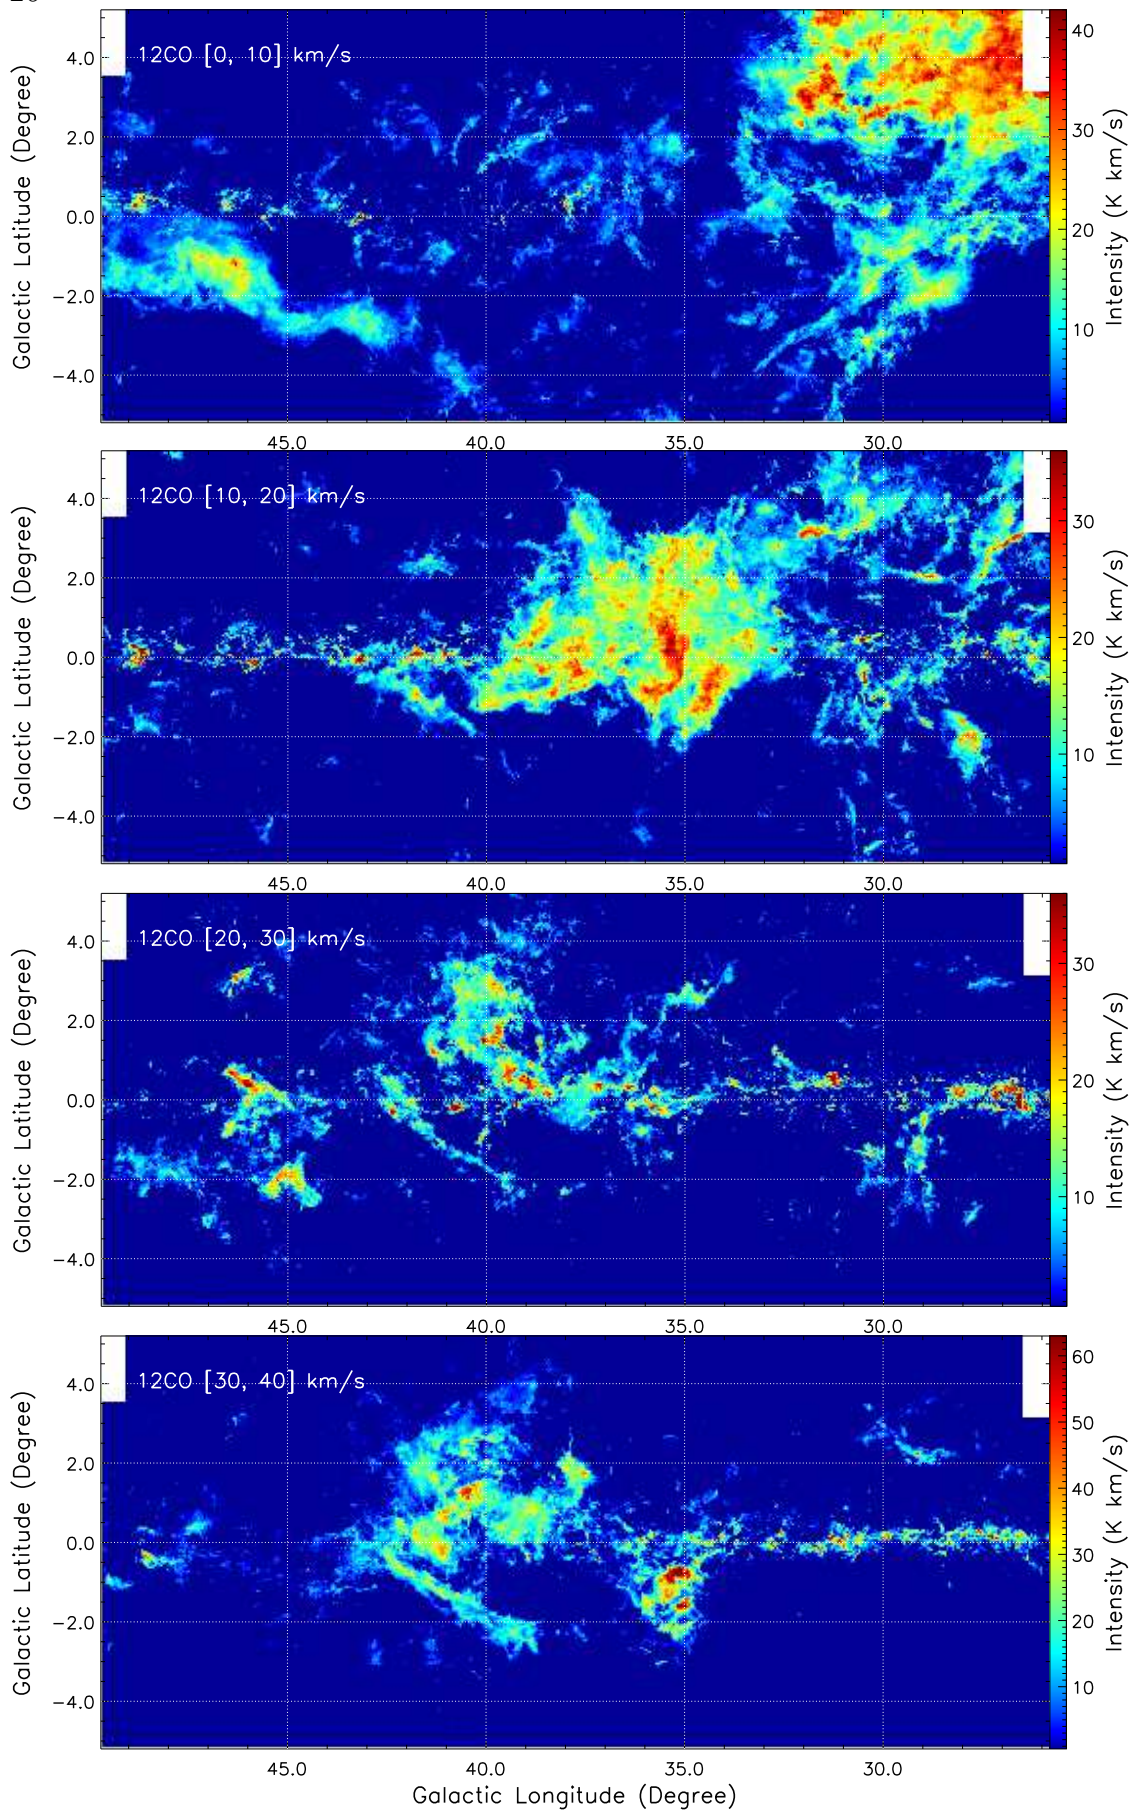 12CO [0, 10] km/s
Galactic Latitude (Degree)
4.0
2.0
0.0
−2.0
−4.0
40
30
20
10
Intensity (K km/s)
45.0 40.0 35.0 30.0
12CO [10, 20] km/s
Galactic Latitude (Degree)
4.0
2.0
0.0
−2.0
−4.0
30
20
10
Intensity (K km/s)
45.0 40.0 35.0 30.0
12CO [20, 30] km/s
Galactic Latitude (Degree)
4.0
2.0
0.0
−2.0
−4.0
30
20
10
Intensity (K km/s)
45.0 40.0 35.0 30.0
12CO [30, 40] km/s
Galactic Latitude (Degree)
4.0
2.0
0.0
−2.0
−4.0
60
50
40
30
20
10
Intensity (K km/s)
45.0 40.0 35.0 30.0
Galactic Longitude (Degree)